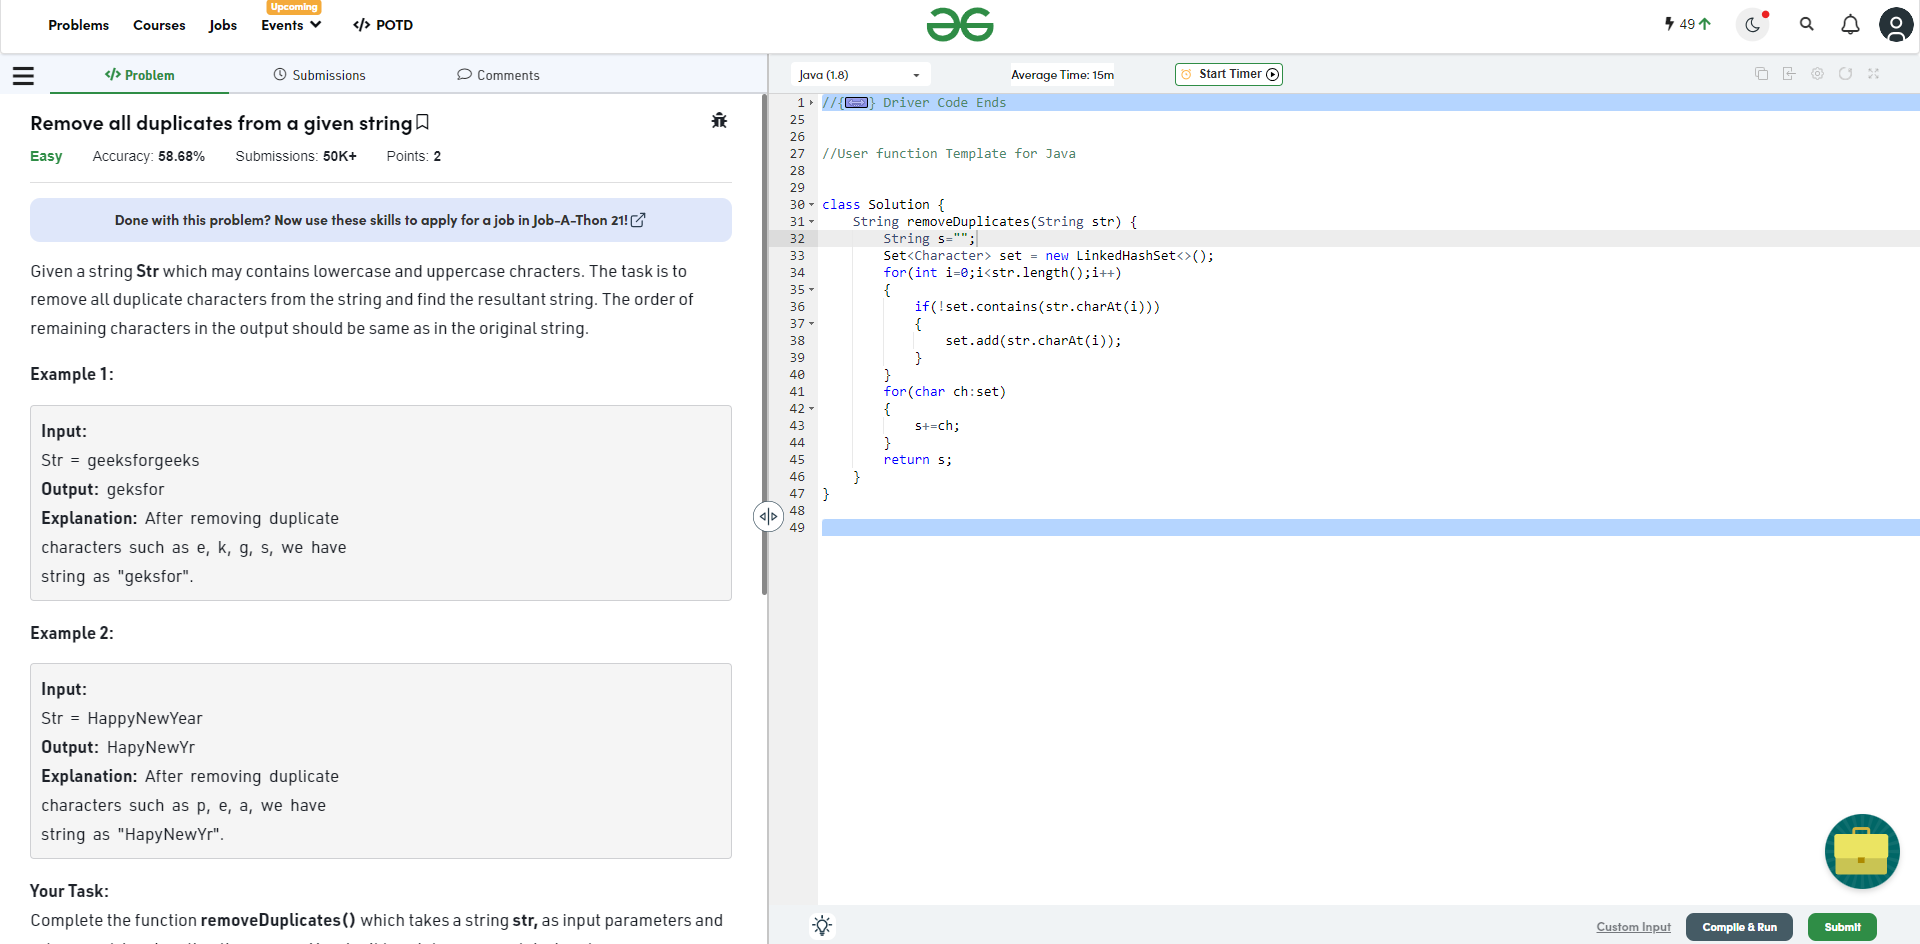 Problems Courses Jobs Events </> POTD
Upcoming
49
</> Problem Submissions Comments
Java (1.8) Average Time: 15m Start Timer
Remove all duplicates from a given string
Easy Accuracy: 58.68% Submissions: 50K+ Points: 2
Done with this problem? Now use these skills to apply for a job in Job-A-Thon 21!
Given a string Str which may contains lowercase and uppercase chracters. The task is to
remove all duplicate characters from the string and find the resultant string. The order of
remaining characters in the output should be same as in the original string.
Example 1:
Input:
Str = geeksforgeeks
Output: geksfor
Explanation: After removing duplicate
characters such as e, k, g, s, we have
string as "geksfor".
Example 2:
Input:
Str = HappyNewYear
Output: HapyNewYr
Explanation: After removing duplicate
characters such as p, e, a, we have
string as "HapyNewYr".
Your Task:
Complete the function removeDuplicates() which takes a string str, as input parameters and
1 //{ } Driver Code Ends
25
26
27 //User function Template for Java
28
29
30 class Solution {
31 String removeDuplicates(String str) {
32 String s="";
33 Set<Character> set = new LinkedHashSet<>();
34 for(int i=0;i<str.length();i++)
35 {
36 if(!set.contains(str.charAt(i)))
37 {
38 set.add(str.charAt(i));
39 }
40 }
41 for(char ch:set)
42 {
43 s+=ch;
44 }
45 return s;
46 }
47 }
48
49
Custom Input Compile & Run Submit